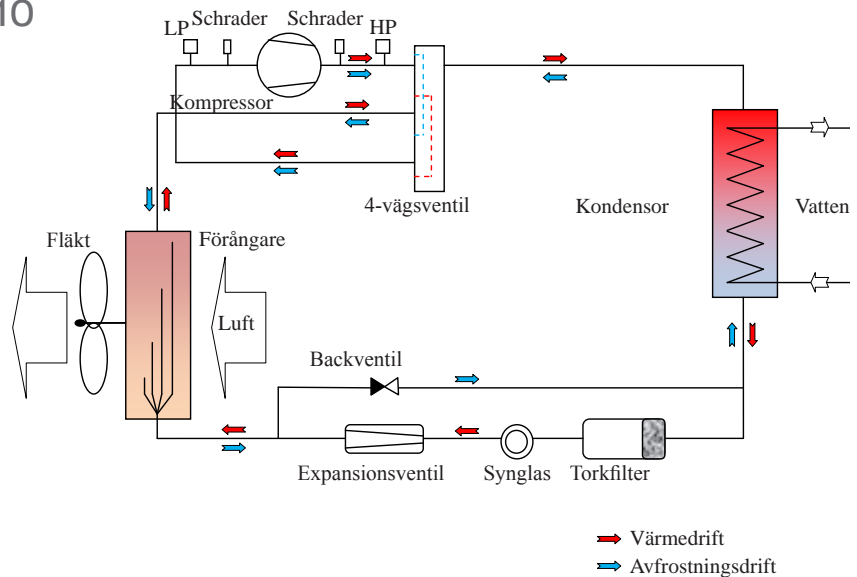 10
LP Schrader Schrader HP
Kompressor
4-vägsventil
Kondensor
Vatten
Fläkt
Förångare
Luft
Backventil
Expansionsventil
Synglas
Torkfilter
Värmedrift
Avfrostningsdrift